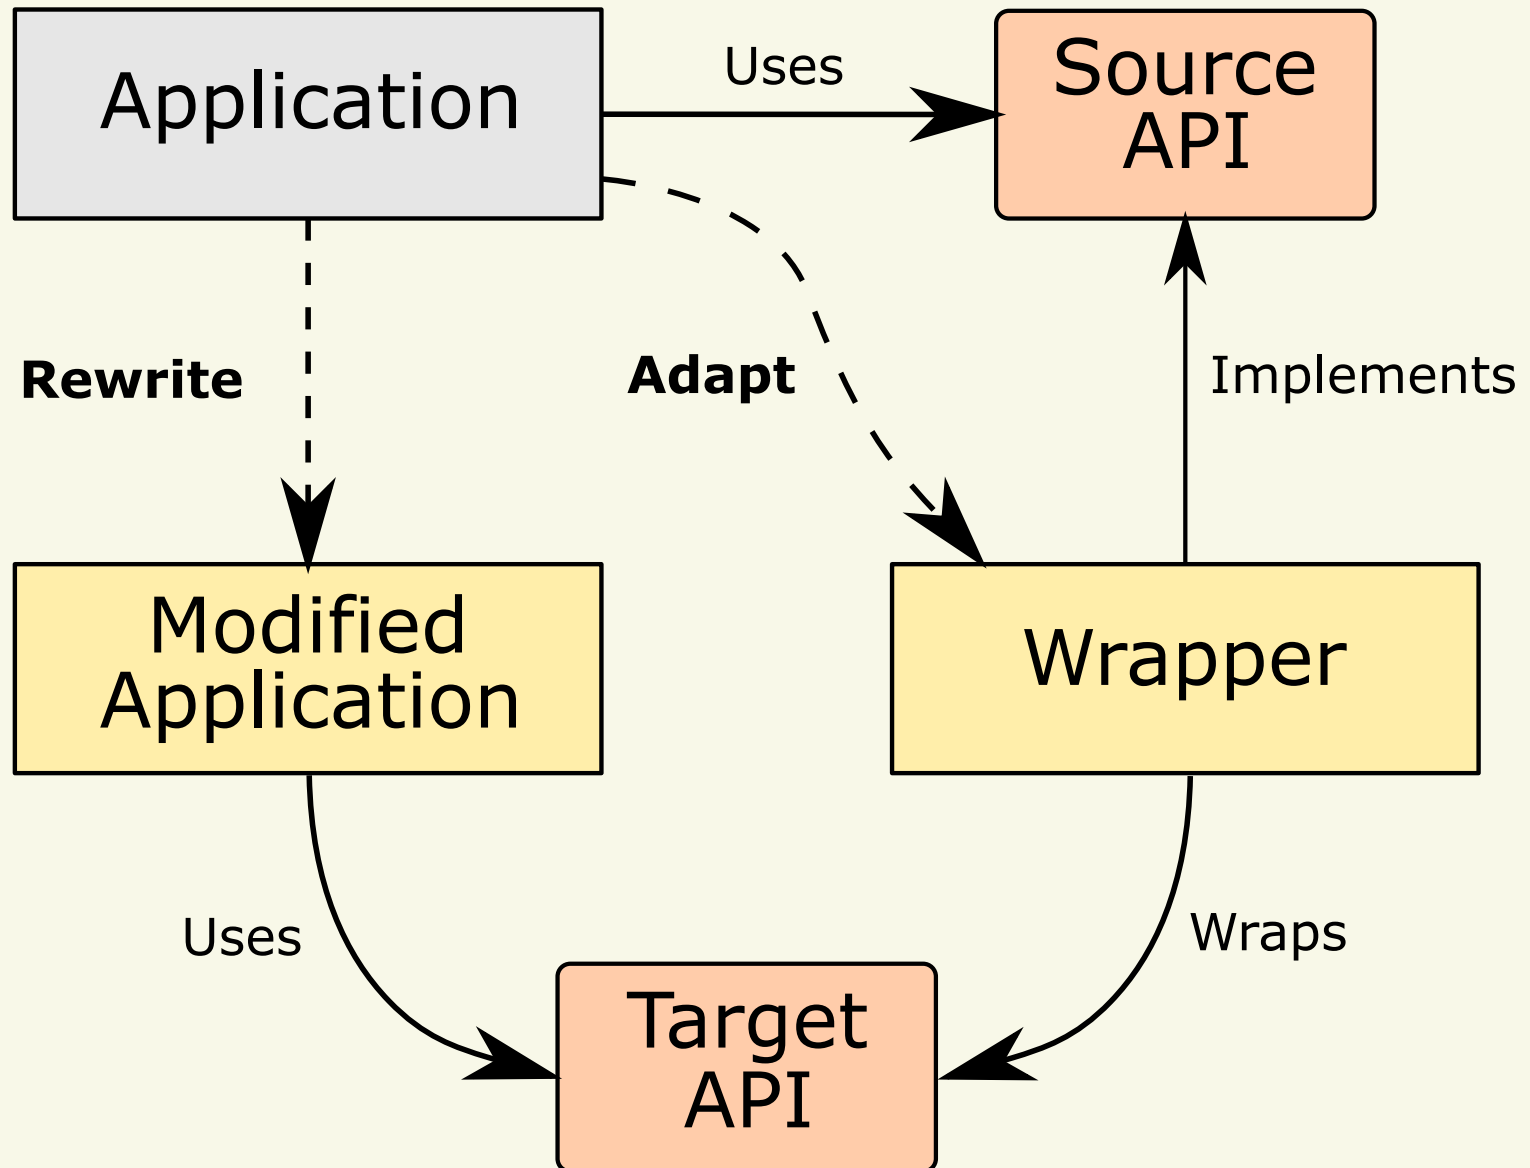 Application
Uses
Source
API
Rewrite
Adapt
Implements
Modified
Application
Wrapper
Uses
Wraps
Target
API